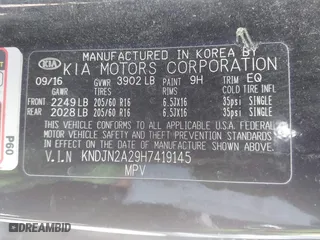 MANUFACTURED IN KOREA BY
KIA KIA MOTORS CORPORATION
09/16 GVWR 3902 LB PAINT 9H TRIM EQ
GAWR TIRES RIMS COLD TIRE INFL
FRONT 2249 LB 205/60 R16 6.5JX16 35psi SINGLE
REAR 2028 LB 205/60 R16 6.5JX16 35psi SINGLE
THIS VEHICLE CONFORMS TO ALL APPLICABLE U.S.A. FEDERAL
MOTOR VEHICLE SAFETY, BUMPER, AND THEFT PREVENTION
STANDARDS IN EFFECT ON THE DATE OF MANUFACTURE SHOWN ABOVE.
V.I.N KNDJN2A29H7419145
MPV
P60